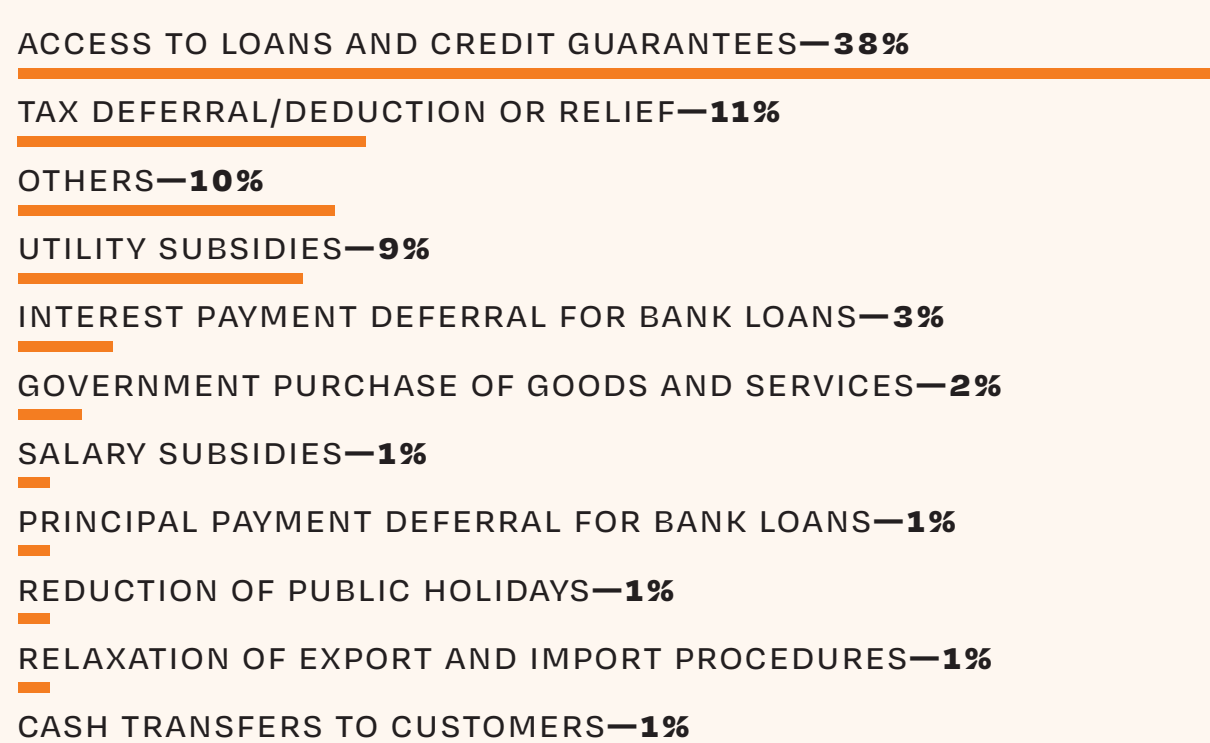 ACCESS TO LOANS AND CREDIT GUARANTEES—38%
TAX DEFERRAL/DEDUCTION OR RELIEF—11%
OTHERS—10%
UTILITY SUBSIDIES—9%
INTEREST PAYMENT DEFERRAL FOR BANK LOANS—3%
GOVERNMENT PURCHASE OF GOODS AND SERVICES—2%
SALARY SUBSIDIES—1%
PRINCIPAL PAYMENT DEFERRAL FOR BANK LOANS—1%
REDUCTION OF PUBLIC HOLIDAYS—1%
RELAXATION OF EXPORT AND IMPORT PROCEDURES—1%
CASH TRANSFERS TO CUSTOMERS—1%